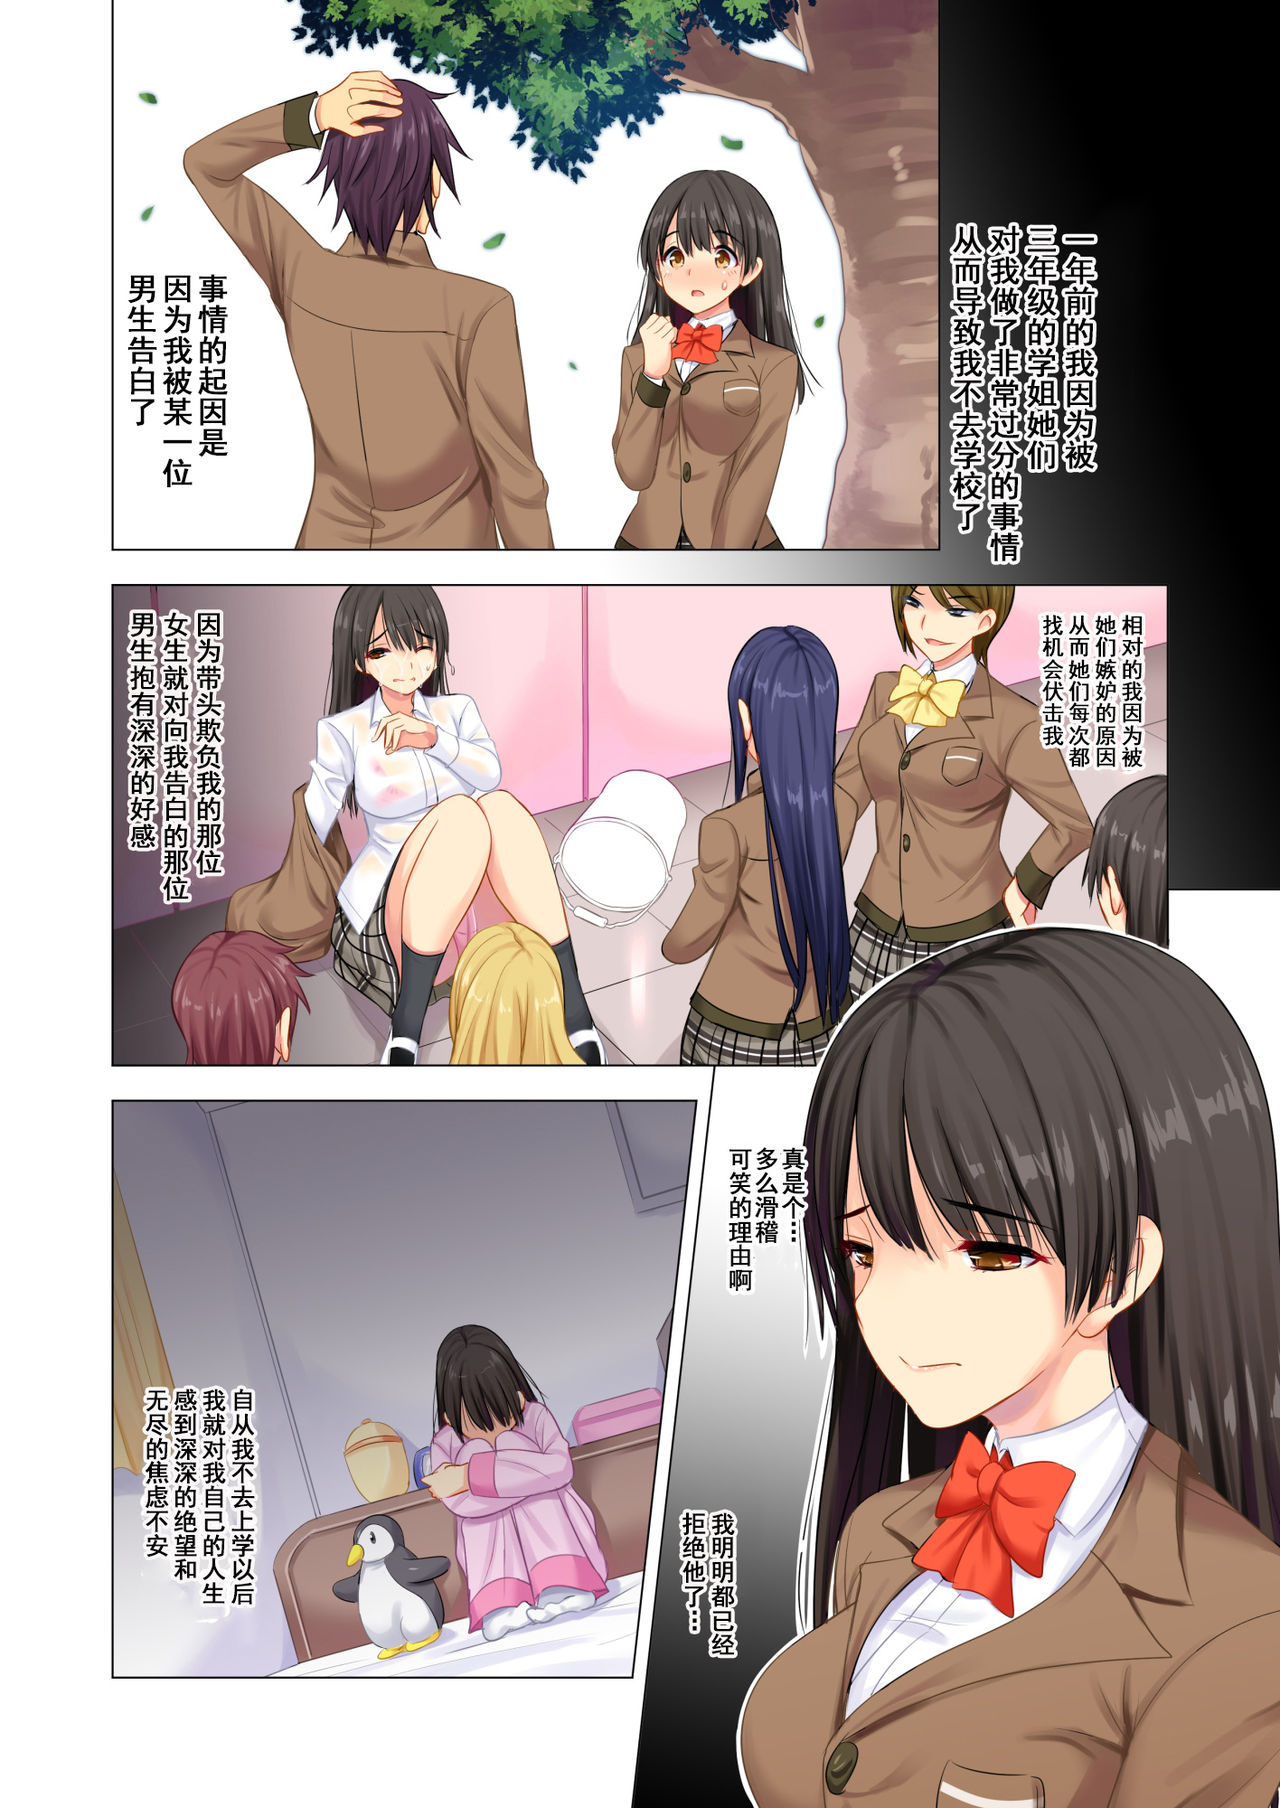 一年前的我因为被
三年级的学姐她们
对我做了非常过分的事情
从而导致我不去学校了
事情的起因是
因为我被某一位
男生告白了
相对的我因为被
她们嫉妒的原因
从而她们每次都
找机会伏击我
因为带头欺负我的那位
女生就对向我告白的那位
男生抱有深深的好感
真是个…
多么滑稽
可笑的理由啊
我明明都已经
拒绝他了…
自从我不去上学以后
我就对我自己的人生
感到深深的绝望和
无尽的焦虑不安